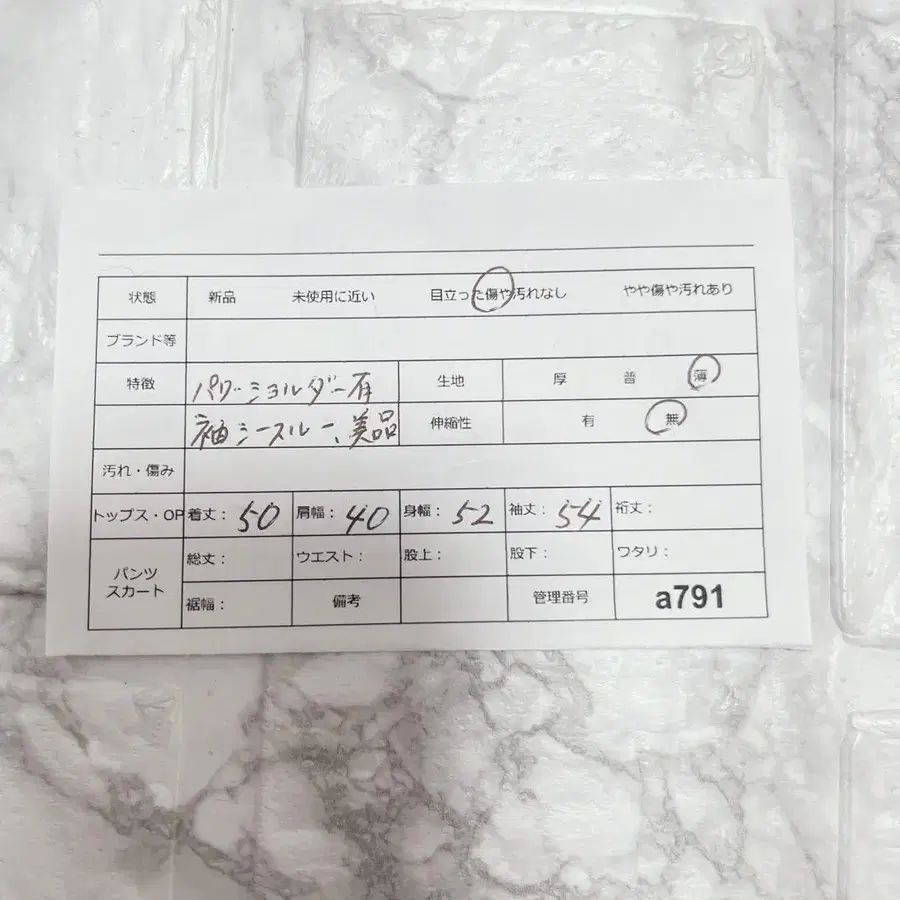 状態 新品 未使用に近い 目立った傷や汚れなし やや傷や汚れあり
ブランド等
特徴 パワーショルダー有 生地 厚 普 薄
袖シースルー、美品 伸縮性 有 無
汚れ・傷み
トップス・OP 着丈: 50 肩幅: 40 身幅: 52 袖丈: 54 裄丈:
パンツ スカート 総丈: ウエスト: 股上: 股下: ワタリ:
裾幅: 備考 管理番号 a791